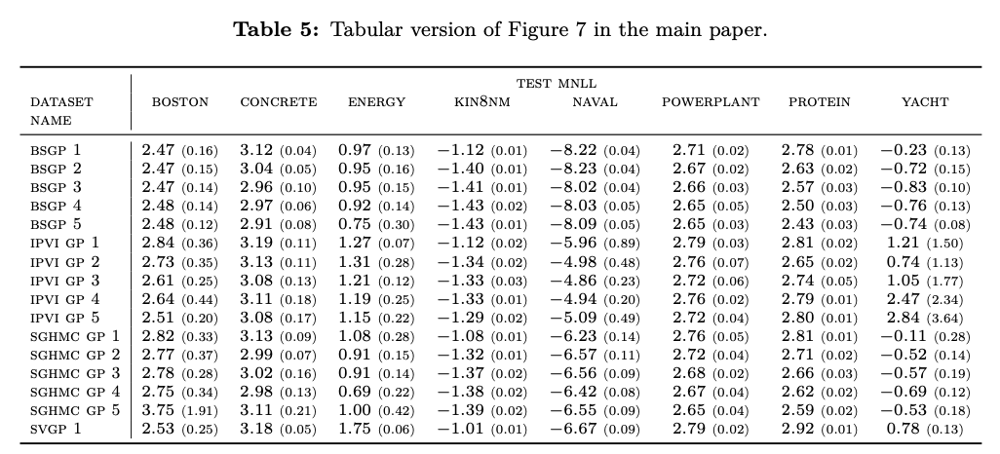 Table 5: Tabular version of Figure 7 in the main paper.
TEST MNLL
DATASET BOSTON CONCRETE ENERGY KIN8NM NAVAL POWERPLANT PROTEIN YACHT
NAME
BSGP 1 2.47 (0.16) 3.12 (0.04) 0.97 (0.13) −1.12 (0.01) −8.22 (0.04) 2.71 (0.02) 2.78 (0.01) −0.23 (0.13)
BSGP 2 2.47 (0.15) 3.04 (0.05) 0.95 (0.16) −1.40 (0.01) −8.23 (0.04) 2.67 (0.02) 2.63 (0.02) −0.72 (0.15)
BSGP 3 2.47 (0.14) 2.96 (0.10) 0.95 (0.15) −1.41 (0.01) −8.02 (0.04) 2.66 (0.03) 2.57 (0.03) −0.83 (0.10)
BSGP 4 2.48 (0.14) 2.97 (0.06) 0.92 (0.14) −1.43 (0.02) −8.03 (0.05) 2.65 (0.05) 2.50 (0.03) −0.76 (0.13)
BSGP 5 2.48 (0.12) 2.91 (0.08) 0.75 (0.30) −1.43 (0.01) −8.09 (0.05) 2.65 (0.03) 2.43 (0.03) −0.74 (0.08)
IPVI GP 1 2.84 (0.36) 3.19 (0.11) 1.27 (0.07) −1.12 (0.02) −5.96 (0.89) 2.79 (0.03) 2.81 (0.02) 1.21 (1.50)
IPVI GP 2 2.73 (0.35) 3.13 (0.11) 1.31 (0.28) −1.34 (0.02) −4.98 (0.48) 2.76 (0.07) 2.65 (0.02) 0.74 (1.13)
IPVI GP 3 2.61 (0.25) 3.08 (0.13) 1.21 (0.12) −1.33 (0.03) −4.86 (0.23) 2.72 (0.06) 2.74 (0.05) 1.05 (1.77)
IPVI GP 4 2.64 (0.44) 3.11 (0.18) 1.19 (0.25) −1.33 (0.01) −4.94 (0.20) 2.76 (0.02) 2.79 (0.01) 2.47 (2.34)
IPVI GP 5 2.51 (0.20) 3.08 (0.17) 1.15 (0.22) −1.29 (0.02) −5.09 (0.49) 2.72 (0.04) 2.80 (0.01) 2.84 (3.64)
SGHMC GP 1 2.82 (0.33) 3.13 (0.09) 1.08 (0.28) −1.08 (0.01) −6.23 (0.14) 2.76 (0.05) 2.81 (0.01) −0.11 (0.28)
SGHMC GP 2 2.77 (0.37) 2.99 (0.07) 0.91 (0.15) −1.32 (0.01) −6.57 (0.11) 2.72 (0.04) 2.71 (0.02) −0.52 (0.14)
SGHMC GP 3 2.78 (0.28) 3.02 (0.16) 0.91 (0.14) −1.37 (0.02) −6.56 (0.09) 2.68 (0.02) 2.66 (0.03) −0.57 (0.19)
SGHMC GP 4 2.75 (0.34) 2.98 (0.13) 0.69 (0.22) −1.38 (0.02) −6.42 (0.08) 2.67 (0.04) 2.62 (0.02) −0.69 (0.12)
SGHMC GP 5 3.75 (1.91) 3.11 (0.21) 1.00 (0.42) −1.39 (0.02) −6.55 (0.09) 2.65 (0.04) 2.59 (0.02) −0.53 (0.18)
SVGP 1 2.53 (0.25) 3.18 (0.05) 1.75 (0.06) −1.01 (0.01) −6.67 (0.09) 2.79 (0.02) 2.92 (0.01) 0.78 (0.13)